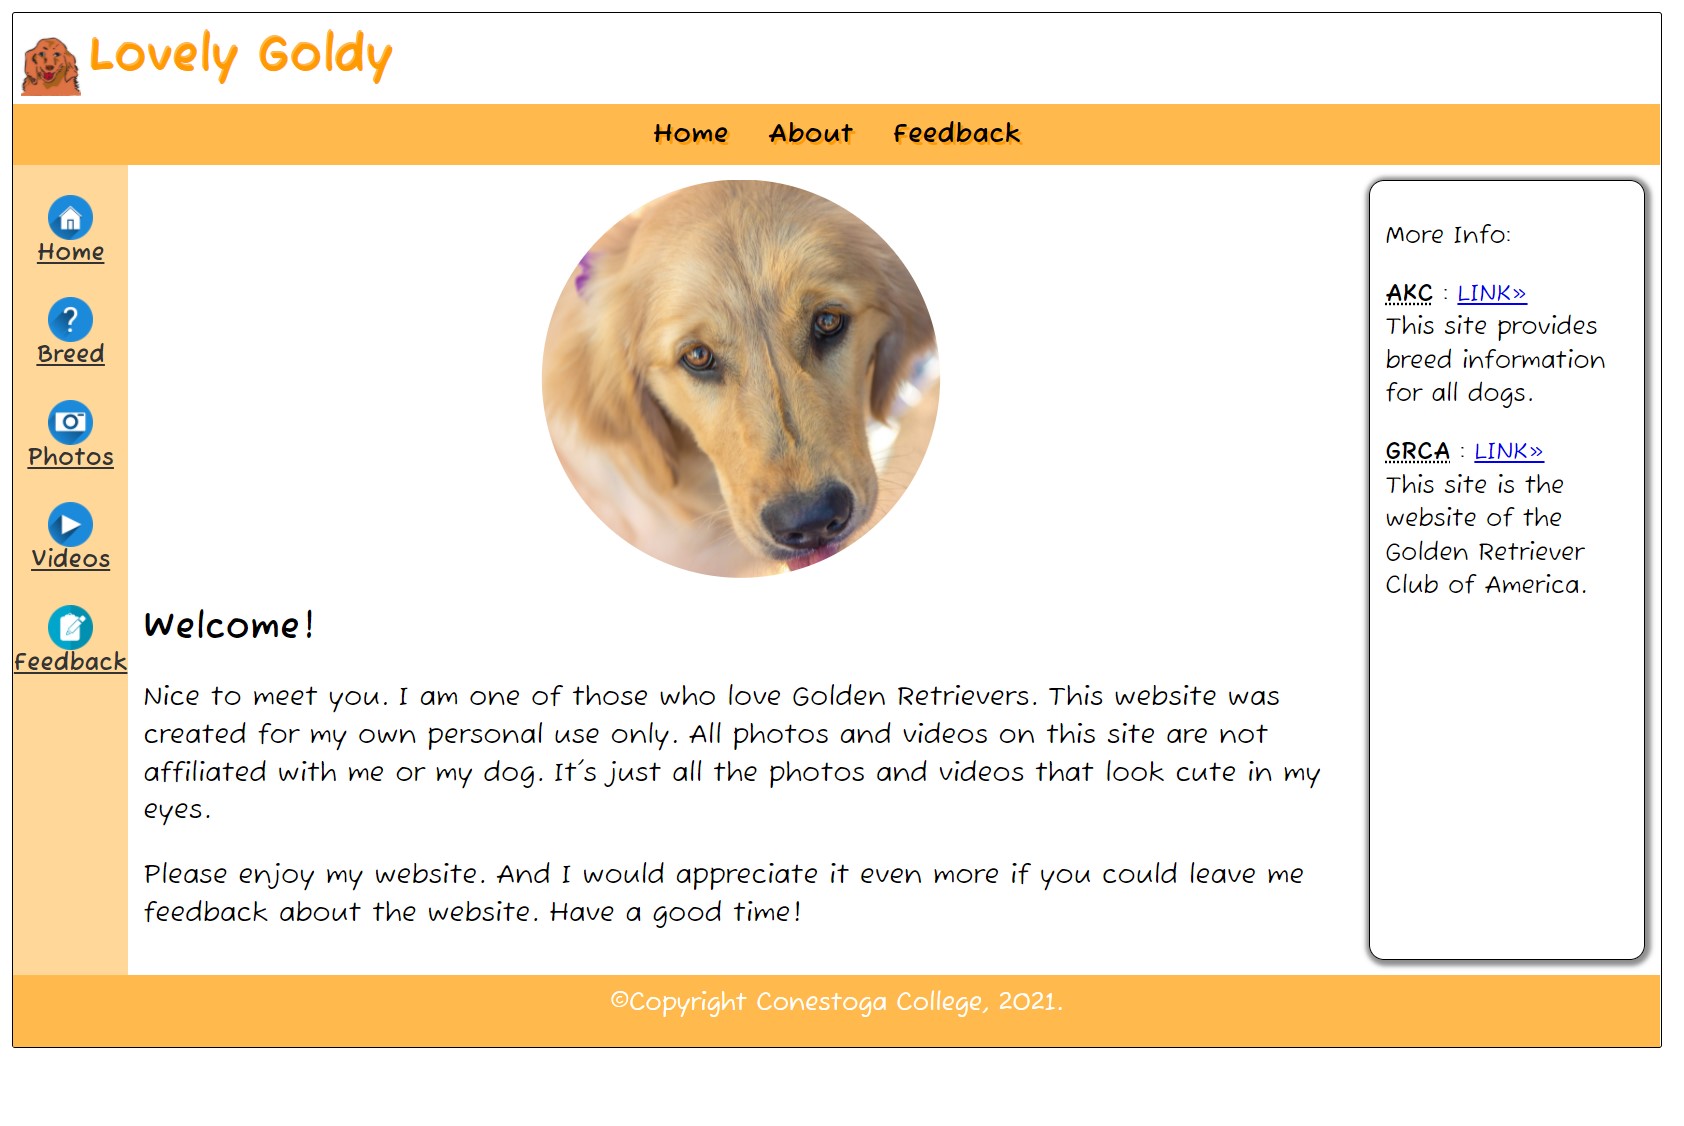 Lovely Goldy
Home About Feedback
Home
Breed
Photos
Videos
Feedback
Welcome!
Nice to meet you. I am one of those who love Golden Retrievers. This website was
created for my own personal use only. All photos and videos on this site are not
affiliated with me or my dog. It's just all the photos and videos that look cute in my
eyes.
Please enjoy my website. And I would appreciate it even more if you could leave me
feedback about the website. Have a good time!
More Info:
AKC : LINK»
This site provides
breed information
for all dogs.
GRCA : LINK»
This site is the
website of the
Golden Retriever
Club of America.
©Copyright Conestoga College, 2021.